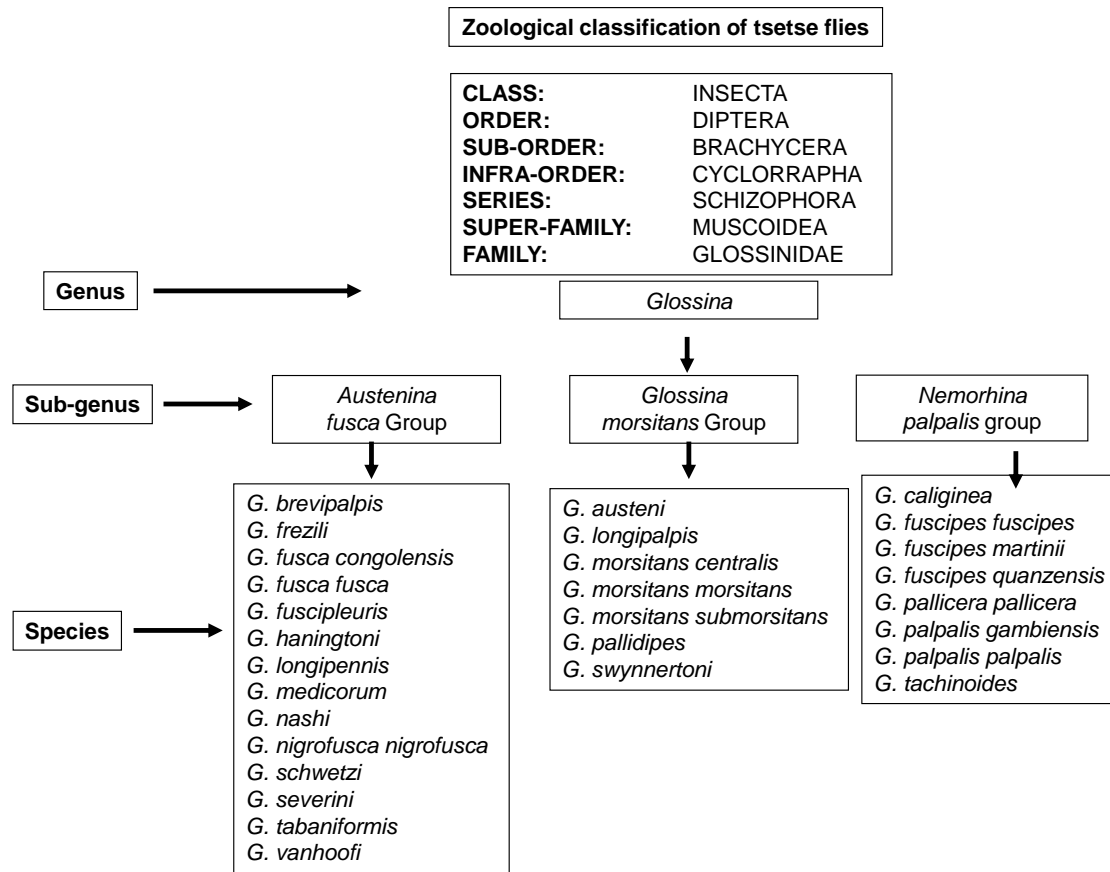 Zoological classification of tsetse flies
CLASS: INSECTA
ORDER: DIPTERA
SUB-ORDER: BRACHYCERA
INFRA-ORDER: CYCLORRAPHA
SERIES: SCHIZOPHORA
SUPER-FAMILY: MUSCOIDEA
FAMILY: GLOSSINIDAE
Genus
Glossina
Sub-genus
Austenina
fusca Group
Glossina
morsitans Group
Nemorhina
palpalis group
Species
G. brevipalpis
G. frezili
G. fusca congolensis
G. fusca fusca
G. fuscipleuris
G. haningtoni
G. longipennis
G. medicorum
G. nashi
G. nigrofusca nigrofusca
G. schwetzi
G. severini
G. tabaniformis
G. vanhoofi
G. austeni
G. longipalpis
G. morsitans centralis
G. morsitans morsitans
G. morsitans submorsitans
G. pallidipes
G. swynnertoni
G. caliginea
G. fuscipes fuscipes
G. fuscipes martinii
G. fuscipes quanzensis
G. pallicera pallicera
G. palpalis gambiensis
G. palpalis palpalis
G. tachinoides